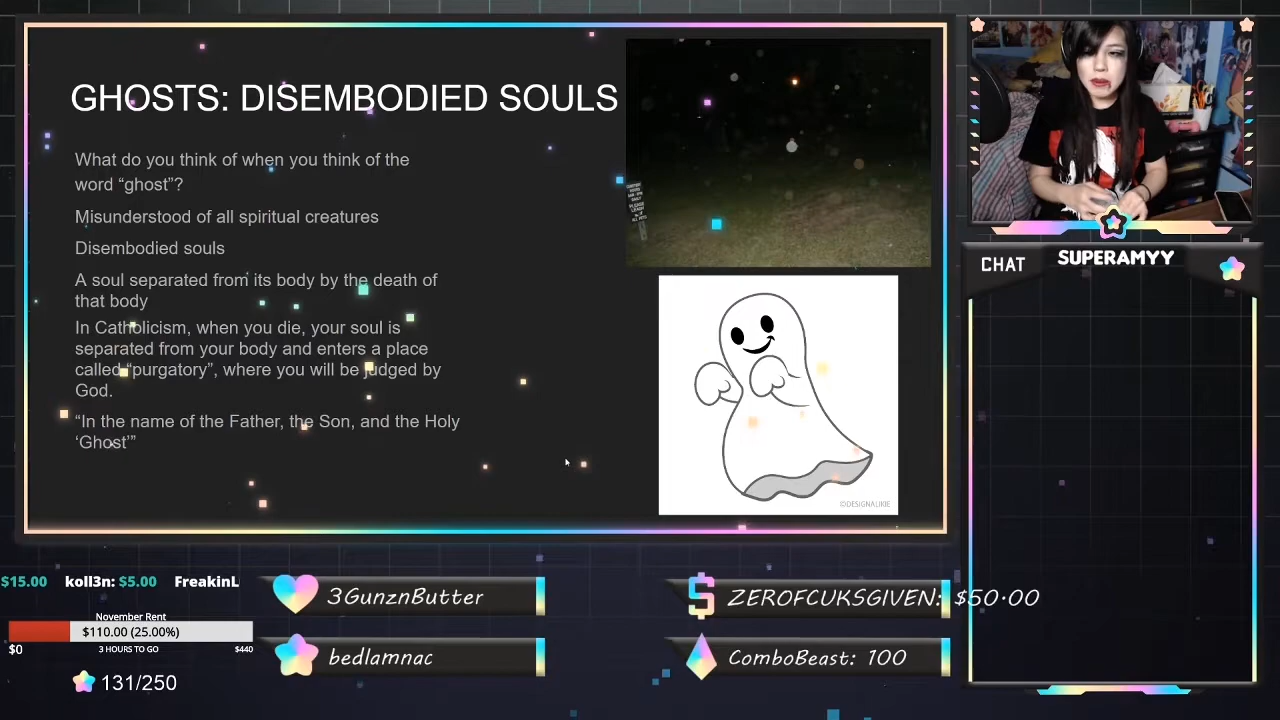 GHOSTS: DISEMBODIED SOULS
What do you think of when you think of the
word “ghost”?
Misunderstood of all spiritual creatures
Disembodied souls
A soul separated from its body by the death of
that body
In Catholicism, when you die, your soul is
separated from your body and enters a place
called “purgatory”, where you will be judged by
God.
“In the name of the Father, the Son, and the Holy
‘Ghost’”
©DESIGNALIKIE
CHAT
SUPERAMYY
$15.00 koll3n: $5.00 FreakinL
November Rent
$110.00 (25.00%)
$0 3 HOURS TO GO $440
131/250
3GunznButter
bedlamnac
ZEROFCUKSGIVEN: $50.00
ComboBeast: 100